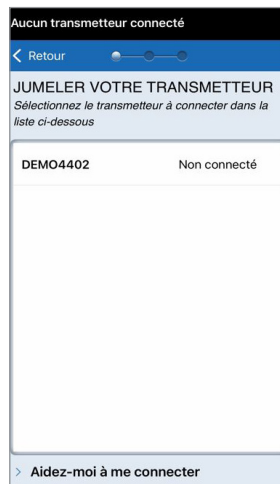 Aucun transmetteur connecté
Retour
JUMELER VOTRE TRANSMETTEUR
Sélectionnez le transmetteur à connecter dans la
liste ci-dessous
DEMO4402 Non connecté
Aidez-moi à me connecter